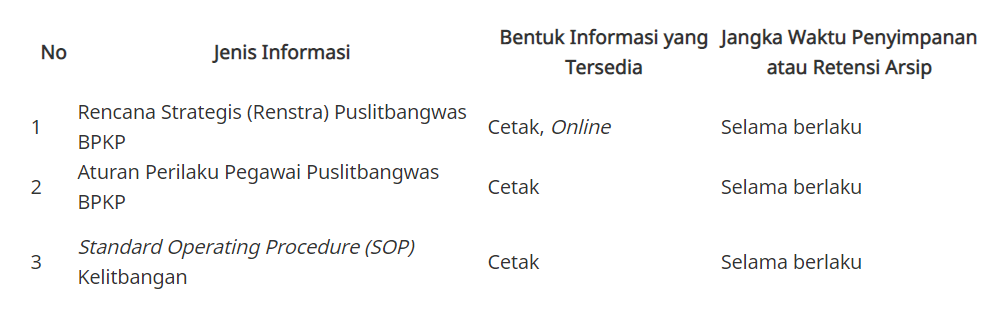 No Jenis Informasi Bentuk Informasi yang Tersedia Jangka Waktu Penyimpanan atau Retensi Arsip
1 Rencana Strategis (Renstra) Puslitbangwas BPKP Cetak, Online Selama berlaku
2 Aturan Perilaku Pegawai Puslitbangwas BPKP Cetak Selama berlaku
3 Standard Operating Procedure (SOP) Kelitbangan Cetak Selama berlaku